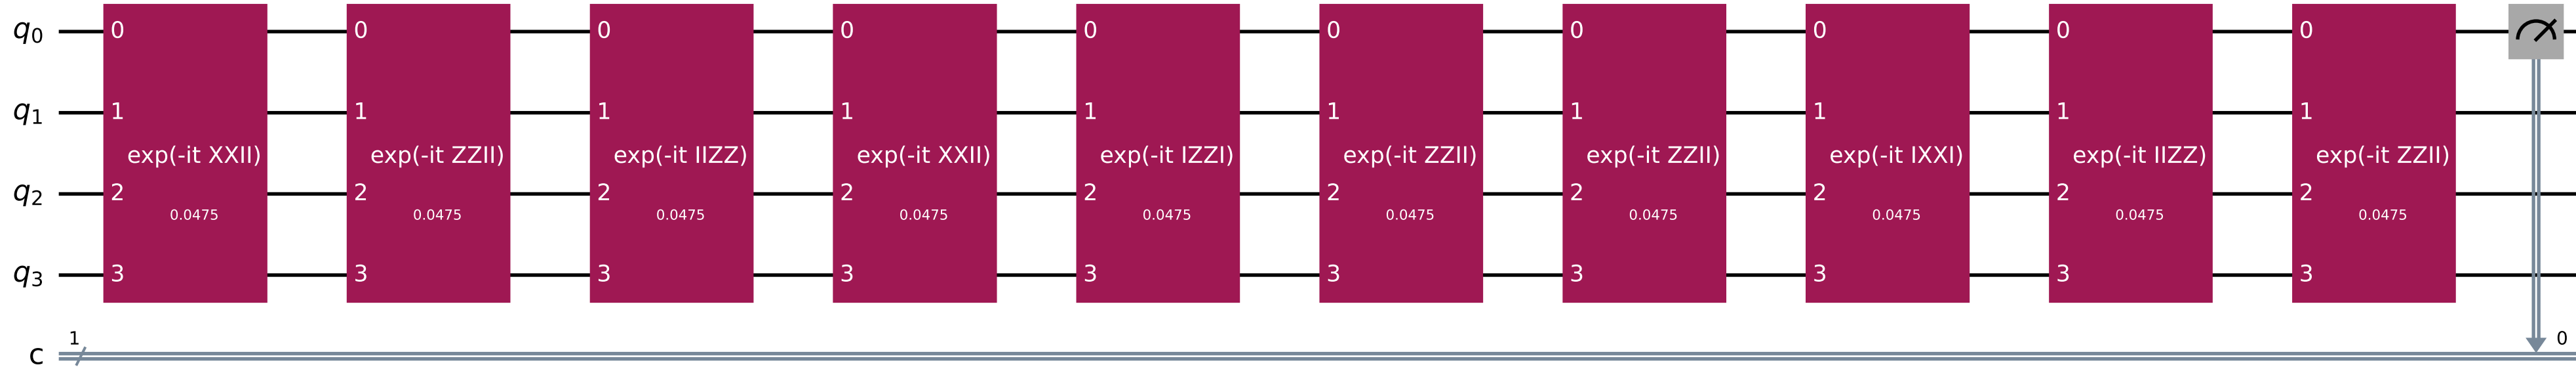 q0 0 0 0 0 0 0 0 0 0 0
q1 1 1 1 1 1 1 1 1 1 1
exp(-it XXII) exp(-it ZZII) exp(-it IIZZ) exp(-it XXII) exp(-it IZZI) exp(-it ZZII) exp(-it ZZII) exp(-it IXXI) exp(-it IIZZ) exp(-it ZZII)
q2 2 2 2 2 2 2 2 2 2 2
0.0475 0.0475 0.0475 0.0475 0.0475 0.0475 0.0475 0.0475 0.0475 0.0475
q3 3 3 3 3 3 3 3 3 3 3
1 0
c